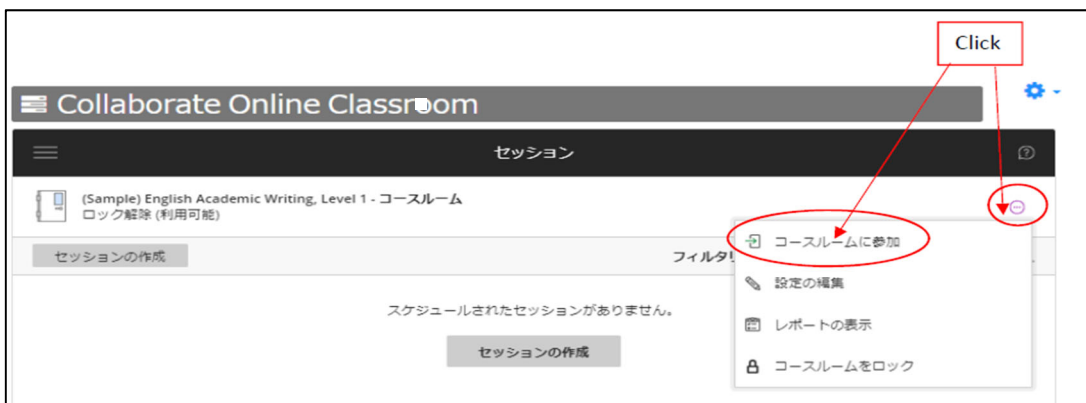 Click
Collaborate Online Classroom
セッション
(Sample) English Academic Writing, Level 1 - コースルーム
ロック解除 (利用可能)
コースルームに参加
セッションの作成
フィルタリ
設定の編集
スケジュールされたセッションがありません。
レポートの表示
セッションの作成
コースルームをロック